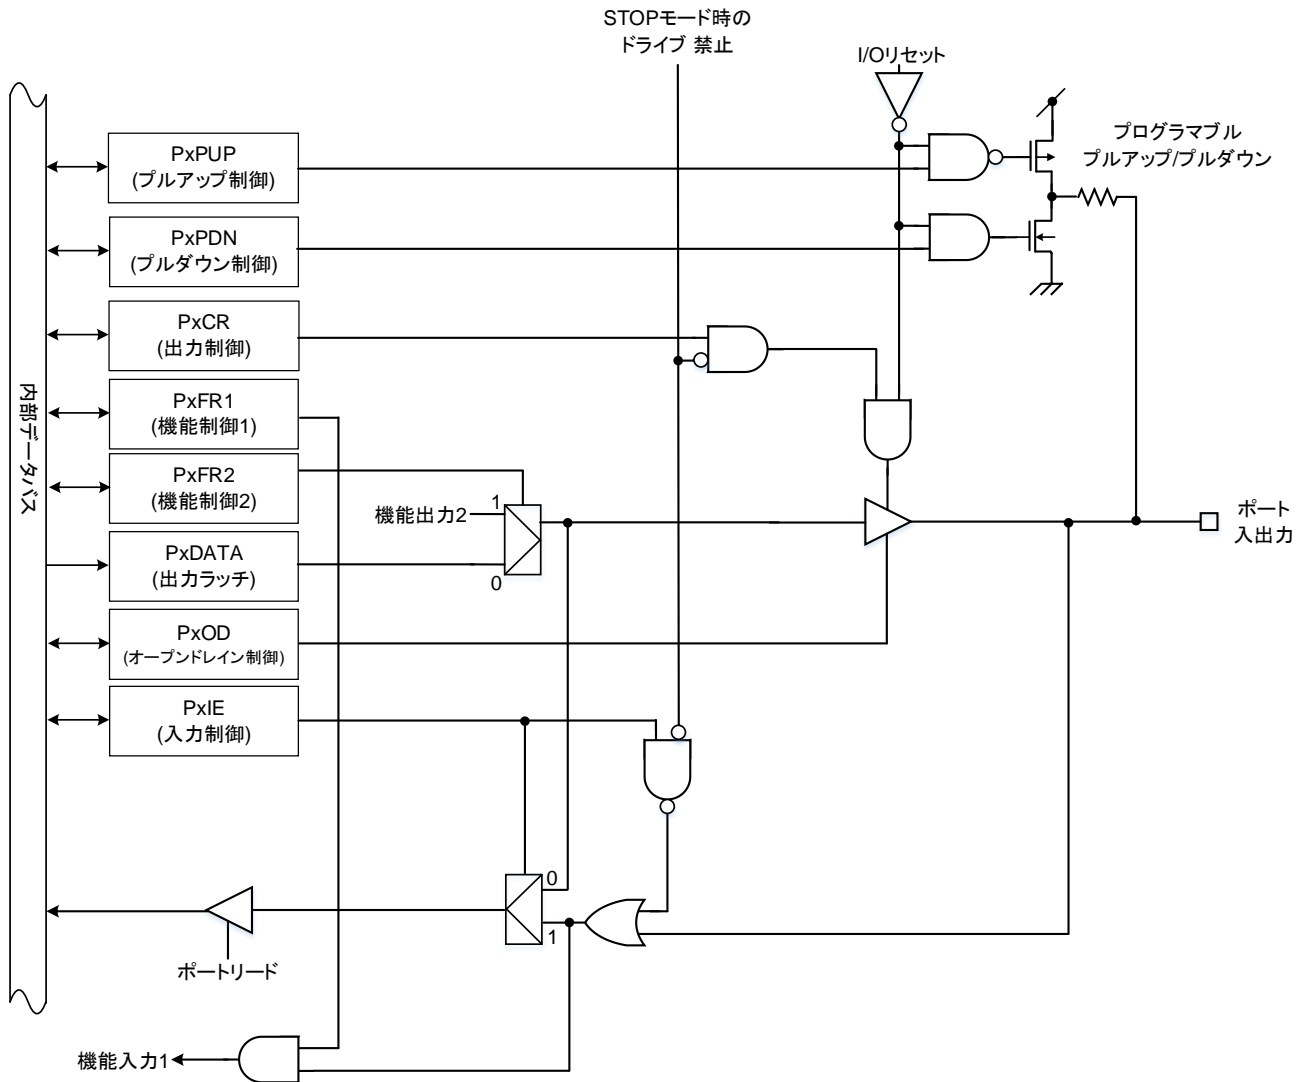 STOPモード時の
ドライブ 禁止
I/Oリセット
プログラマブル
プルアップ/プルダウン
PxPUP
(プルアップ制御)
PxPDN
(プルダウン制御)
PxCR
(出力制御)
内部データバス
PxFR1
(機能制御1)
PxFR2
(機能制御2)
機能出力2
1
0
ポート
入出力
PxDATA
(出力ラッチ)
PxOD
(オープンドレイン制御)
PxIE
(入力制御)
0
1
ポートリード
機能入力1